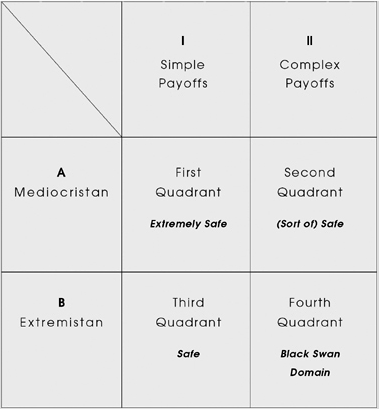 I
Simple
Payoffs
II
Complex
Payoffs
A
Mediocristan
First
Quadrant
Extremely Safe
Second
Quadrant
(Sort of) Safe
B
Extremistan
Third
Quadrant
Safe
Fourth
Quadrant
Black Swan
Domain